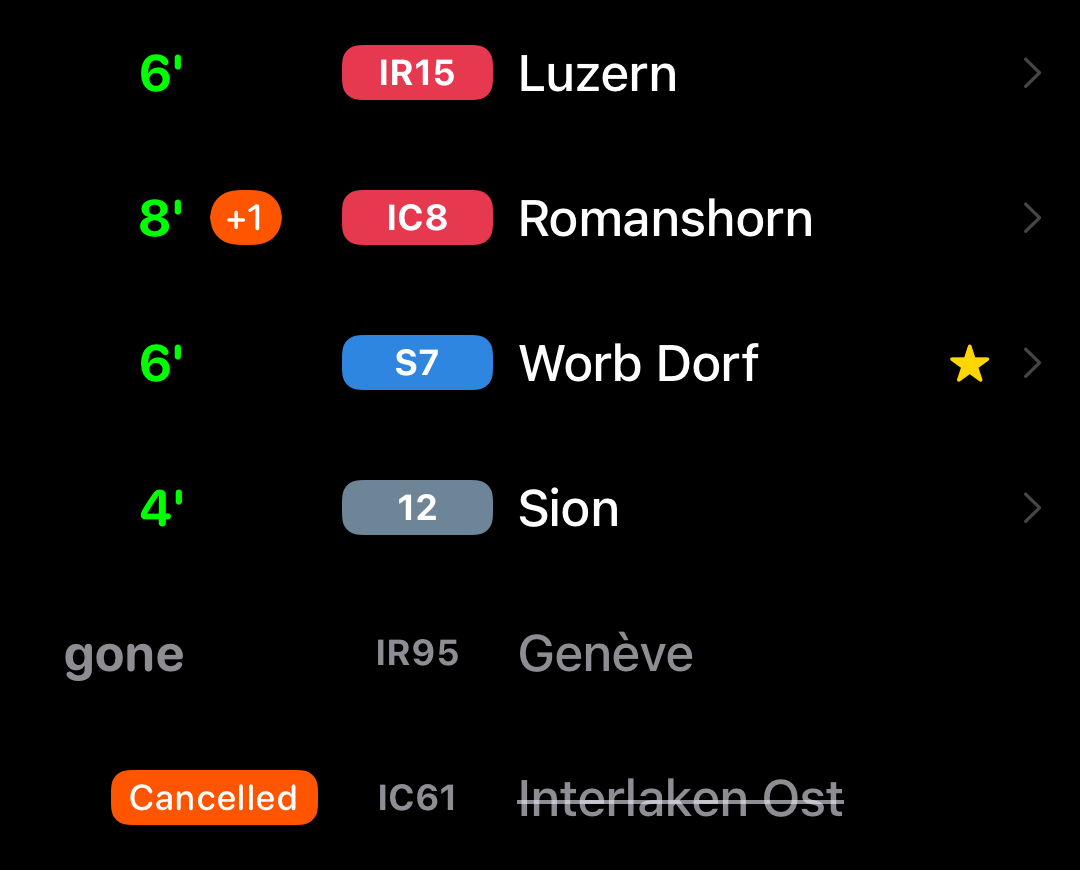 6' IR15 Luzern
8' +1 IC8 Romanshorn
6' S7 Worb Dorf
4' 12 Sion
gone IR95 Genève
Cancelled IC61 Interlaken Ost